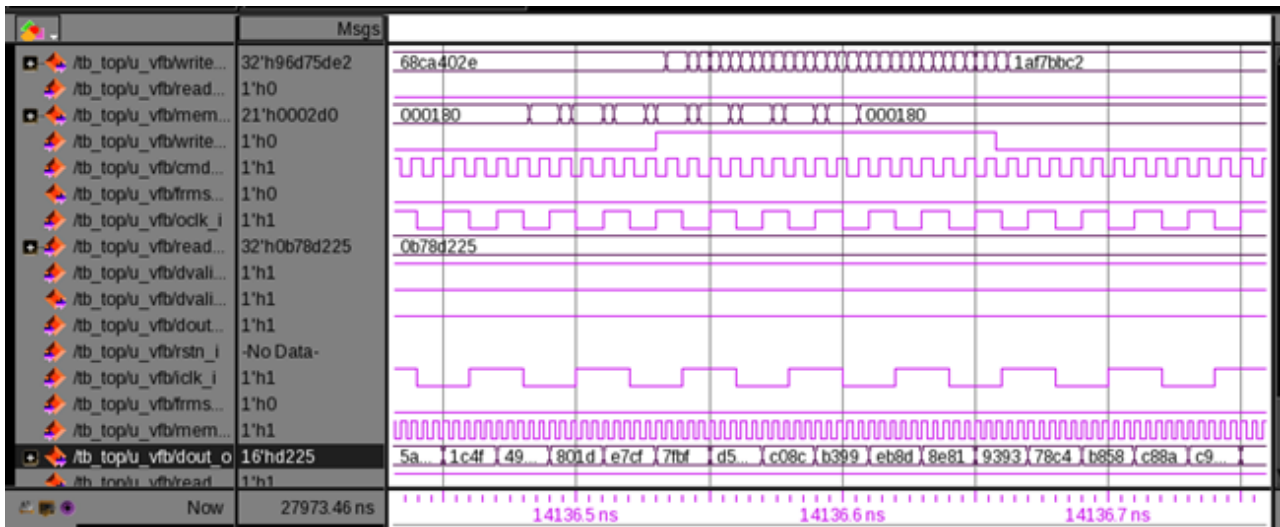 Msgs
/tb_top/u_vfb/write... 32'h96d75de2 68ca402e 1af7bbc2
/tb_top/u_vfb/read... 1'h0
/tb_top/u_vfb/mem... 21'h0002d0 000180 000180
/tb_top/u_vfb/write... 1'h0
/tb_top/u_vfb/cmd... 1'h1
/tb_top/u_vfb/frms... 1'h0
/tb_top/u_vfb/oclk_i 1'h1
/tb_top/u_vfb/read... 32'h0b78d225 0b78d225
/tb_top/u_vfb/dvali... 1'h1
/tb_top/u_vfb/dvali... 1'h1
/tb_top/u_vfb/dout... 1'h1
/tb_top/u_vfb/rstn_i -No Data-
/tb_top/u_vfb/iclk_i 1'h1
/tb_top/u_vfb/frms... 1'h0
/tb_top/u_vfb/mem... 1'h1
/tb_top/u_vfb/dout_o 16'hd225 5a... 1c4f 49... 801d e7cf 7fbf d5... c08c b399 eb8d 8e81 9393 78c4 b858 c88a c9...
/tb_top/u_vfb/read... 1'h1
Now 27973.46 ns 14136.5 ns 14136.6 ns 14136.7 ns